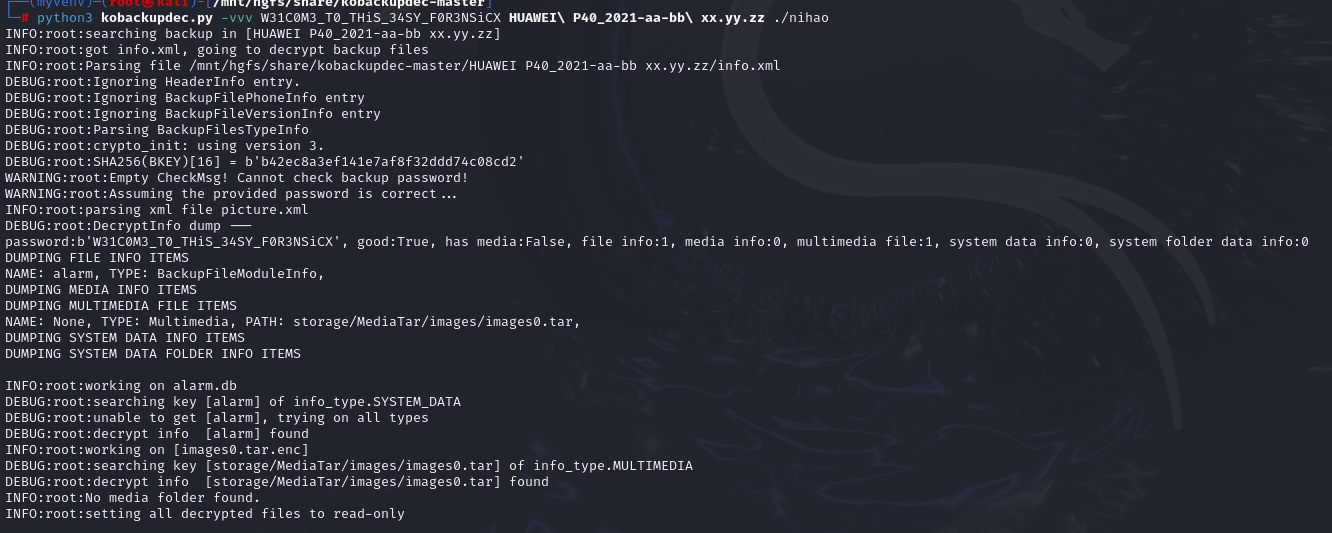 (myvenv)─(root㉿kali)-[/mnt/hgfs/share/kobackupdec-master]
# python3 kobackupdec.py -vvv W31C0M3_T0_THiS_34SY_F0R3NSiCX HUAWEI\ P40_2021-aa-bb\ xx.yy.zz ./nihao
INFO:root:searching backup in [HUAWEI P40_2021-aa-bb xx.yy.zz]
INFO:root:got info.xml, going to decrypt backup files
INFO:root:Parsing file /mnt/hgfs/share/kobackupdec-master/HUAWEI P40_2021-aa-bb xx.yy.zz/info.xml
DEBUG:root:Ignoring HeaderInfo entry.
DEBUG:root:Ignoring BackupFilePhoneInfo entry
DEBUG:root:Ignoring BackupFileVersionInfo entry
DEBUG:root:Parsing BackupFilesTypeInfo
DEBUG:root:crypto_init: using version 3.
DEBUG:root:SHA256(BKEY)[16] = b'b42ec8a3ef141e7af8f32ddd74c08cd2'
WARNING:root:Empty CheckMsg! Cannot check backup password!
WARNING:root:Assuming the provided password is correct...
INFO:root:parsing xml file picture.xml
DEBUG:root:DecryptInfo dump ---
password:b'W31C0M3_T0_THiS_34SY_F0R3NSiCX', good:True, has media:False, file info:1, media info:0, multimedia file:1, system data info:0, system folder data info:0
DUMPING FILE INFO ITEMS
NAME: alarm, TYPE: BackupFileModuleInfo,
DUMPING MEDIA INFO ITEMS
DUMPING MULTIMEDIA FILE ITEMS
NAME: None, TYPE: Multimedia, PATH: storage/MediaTar/images/images0.tar,
DUMPING SYSTEM DATA INFO ITEMS
DUMPING SYSTEM DATA FOLDER INFO ITEMS
INFO:root:working on alarm.db
DEBUG:root:searching key [alarm] of info_type.SYSTEM_DATA
DEBUG:root:unable to get [alarm], trying on all types
DEBUG:root:decrypt info  [alarm] found
INFO:root:working on [images0.tar.enc]
DEBUG:root:searching key [storage/MediaTar/images/images0.tar] of info_type.MULTIMEDIA
DEBUG:root:decrypt info  [storage/MediaTar/images/images0.tar] found
INFO:root:No media folder found.
INFO:root:setting all decrypted files to read-only